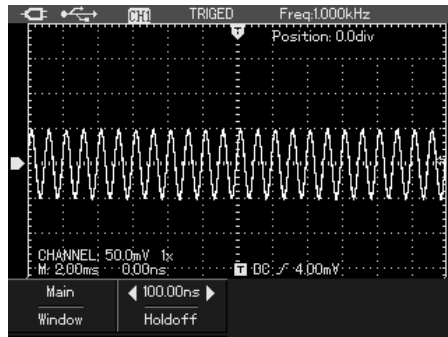 CH1 TRIGED Freq:1.000kHz
T
Position: 0.0div
CHANNEL; 50.0mV 1x
M: 2.00ms 0.00ns
T DC 4.00mV
Main 100.00ns
Window Holdoff